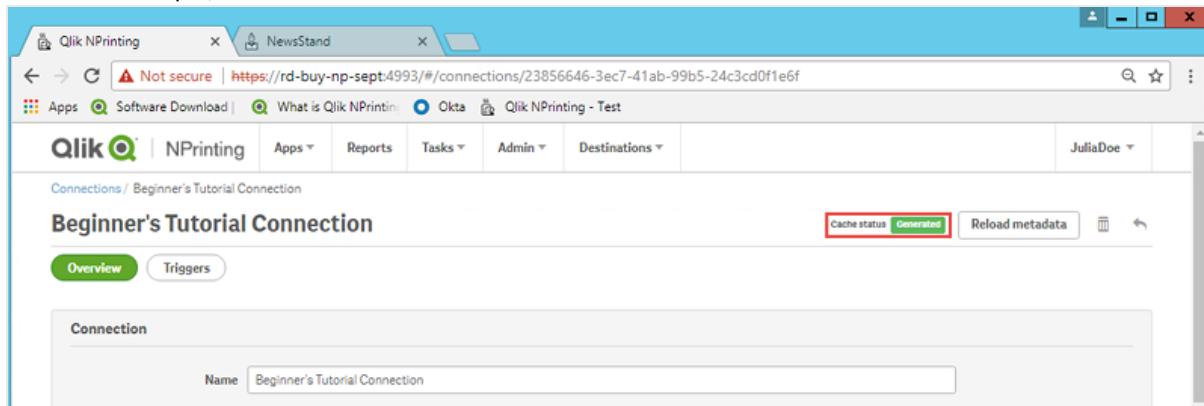 Qlik NPrinting
NewsStand
Not secure https://rd-buy-np-sept:4993/#/connections/23856646-3ec7-41ab-99b5-24c3cd0f1e6f
Apps Software Download | What is Qlik NPrinting Okta Qlik NPrinting - Test
Qlik NPrinting Apps Reports Tasks Admin Destinations JuliaDoe
Connections / Beginner's Tutorial Connection
Beginner's Tutorial Connection Cache status Generated Reload metadata
Overview Triggers
Connection
Name Beginner's Tutorial Connection